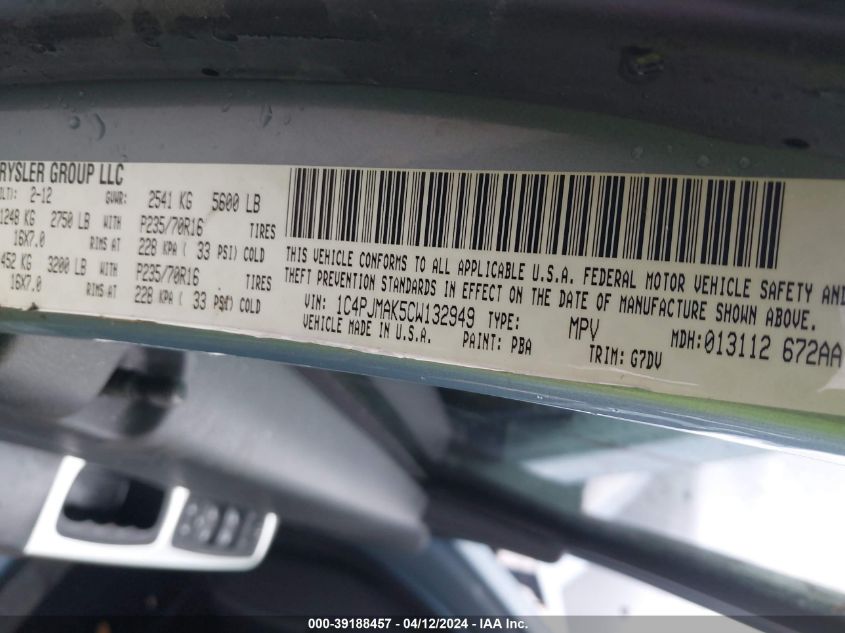 RYSLER GROUP LLC
ILT): 2-12 GVWR: 2541 KG 5600 LB
1248 KG 2750 LB WITH P235/70R16 TIRES
16X7.0 RIMS AT 228 KPA ( 33 PSI) COLD
452 KG 3200 LB WITH P235/70R16 TIRES
16X7.0 RIMS AT 228 KPA ( 33 PSI) COLD
THIS VEHICLE CONFORMS TO ALL APPLICABLE U.S.A. FEDERAL MOTOR VEHICLE SAFETY AND
THEFT PREVENTION STANDARDS IN EFFECT ON THE DATE OF MANUFACTURE SHOWN ABOVE.
VIN: 1C4PJMAK5CW132949 TYPE: MPV MDH: 013112 672AA
VEHICLE MADE IN U.S.A. PAINT: PBA TRIM: G7DV
000-39188457 - 04/12/2024 - IAA Inc.